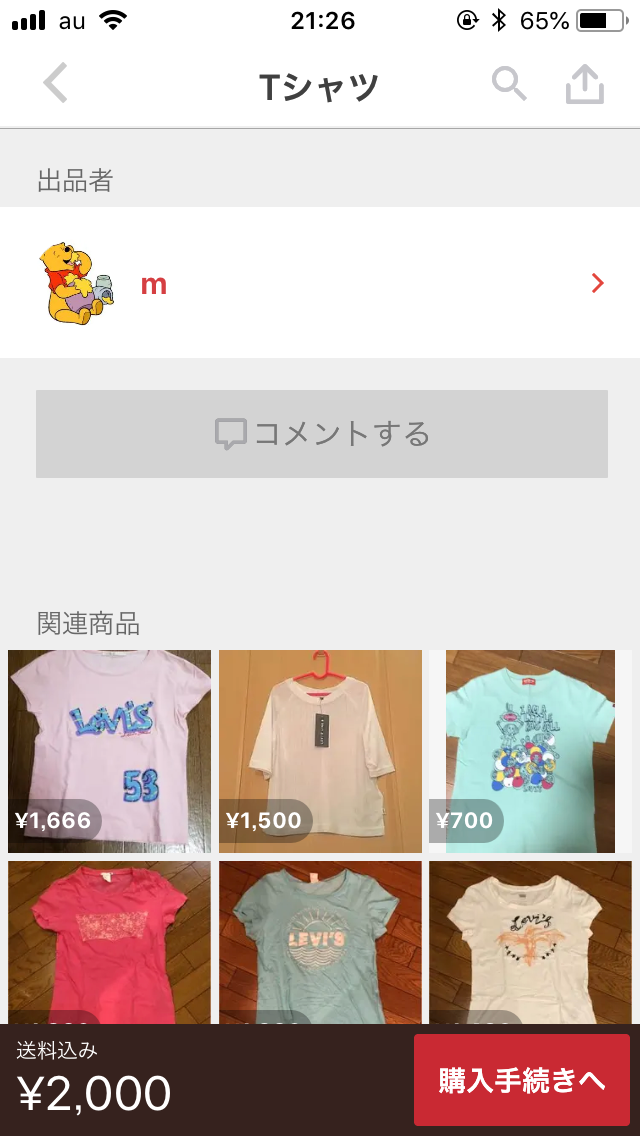 au 21:26 65%
Tシャツ
出品者
m
コメントする
関連商品
LEVI'S
53
¥1,666
¥1,500
¥700
LEVI'S
Levi's
送料込み
¥2,000
購入手続きへ